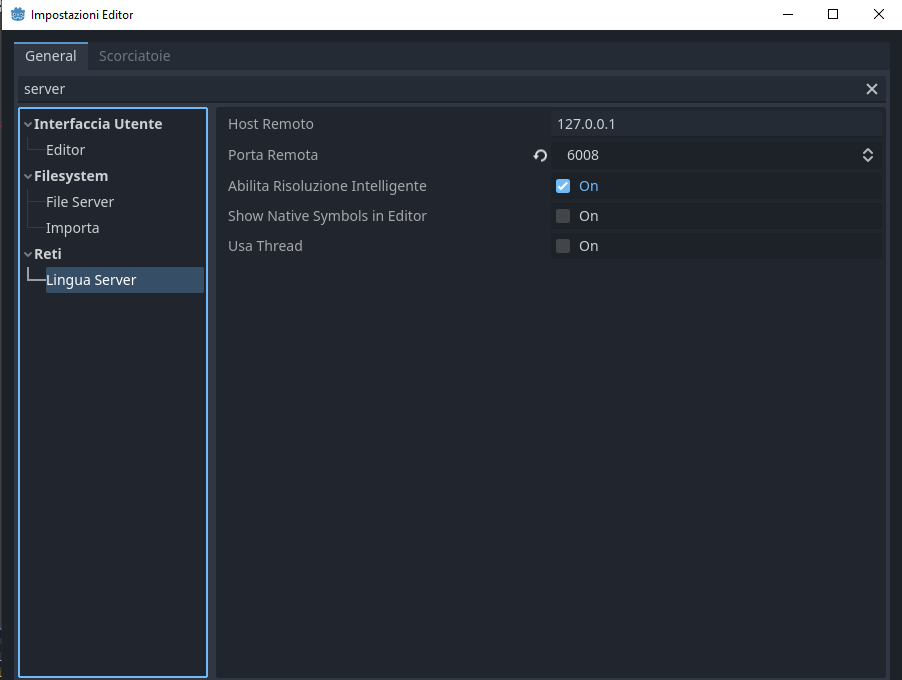 Impostazioni Editor
General Scorciatoie
server
Interfaccia Utente
Editor
Filesystem
File Server
Importa
Reti
Lingua Server
Host Remoto 127.0.0.1
Porta Remota 6008
Abilita Risoluzione Intelligente On
Show Native Symbols in Editor On
Usa Thread On